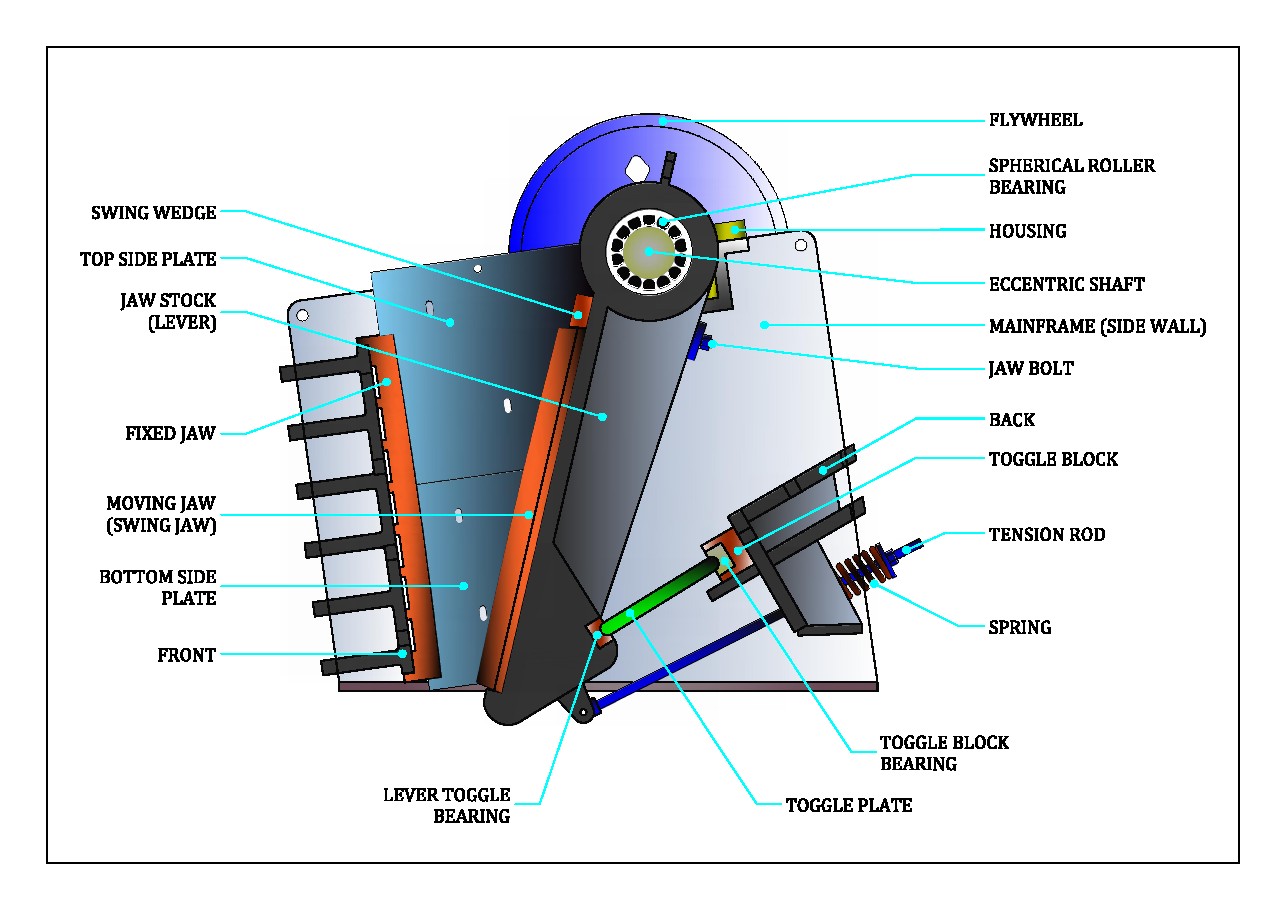 FLYWHEEL
SPHERICAL ROLLER
BEARING
SWING WEDGE
HOUSING
TOP SIDE PLATE
ECCENTRIC SHAFT
JAW STOCK
(LEVER)
MAINFRAME (SIDE WALL)
JAW BOLT
BACK
FIXED JAW
TOGGLE BLOCK
MOVING JAW
(SWING JAW)
TENSION ROD
BOTTOM SIDE
PLATE
SPRING
FRONT
TOGGLE BLOCK
BEARING
LEVER TOGGLE
BEARING
TOGGLE PLATE